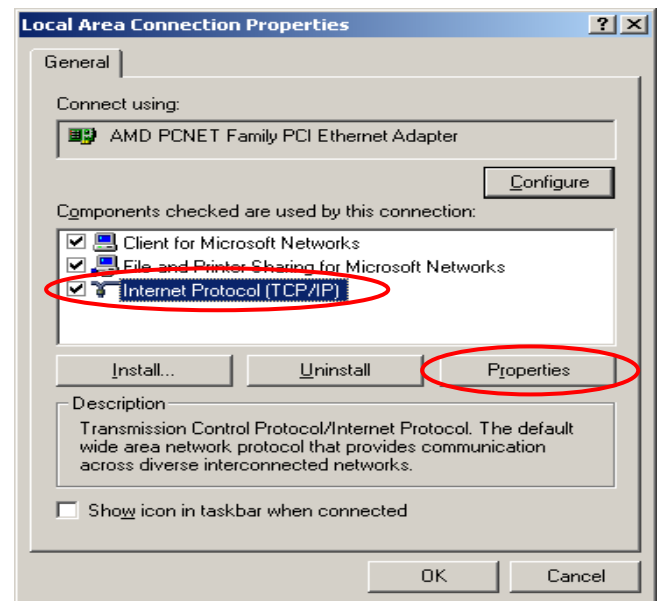 Local Area Connection Properties
General
Connect using:
AMD PCNET Family PCI Ethernet Adapter
Configure
Components checked are used by this connection:
Client for Microsoft Networks
File and Printer Sharing for Microsoft Networks
Internet Protocol (TCP/IP)
Install... Uninstall Properties
Description
Transmission Control Protocol/Internet Protocol. The default
wide area network protocol that provides communication
across diverse interconnected networks.
Show icon in taskbar when connected
OK Cancel